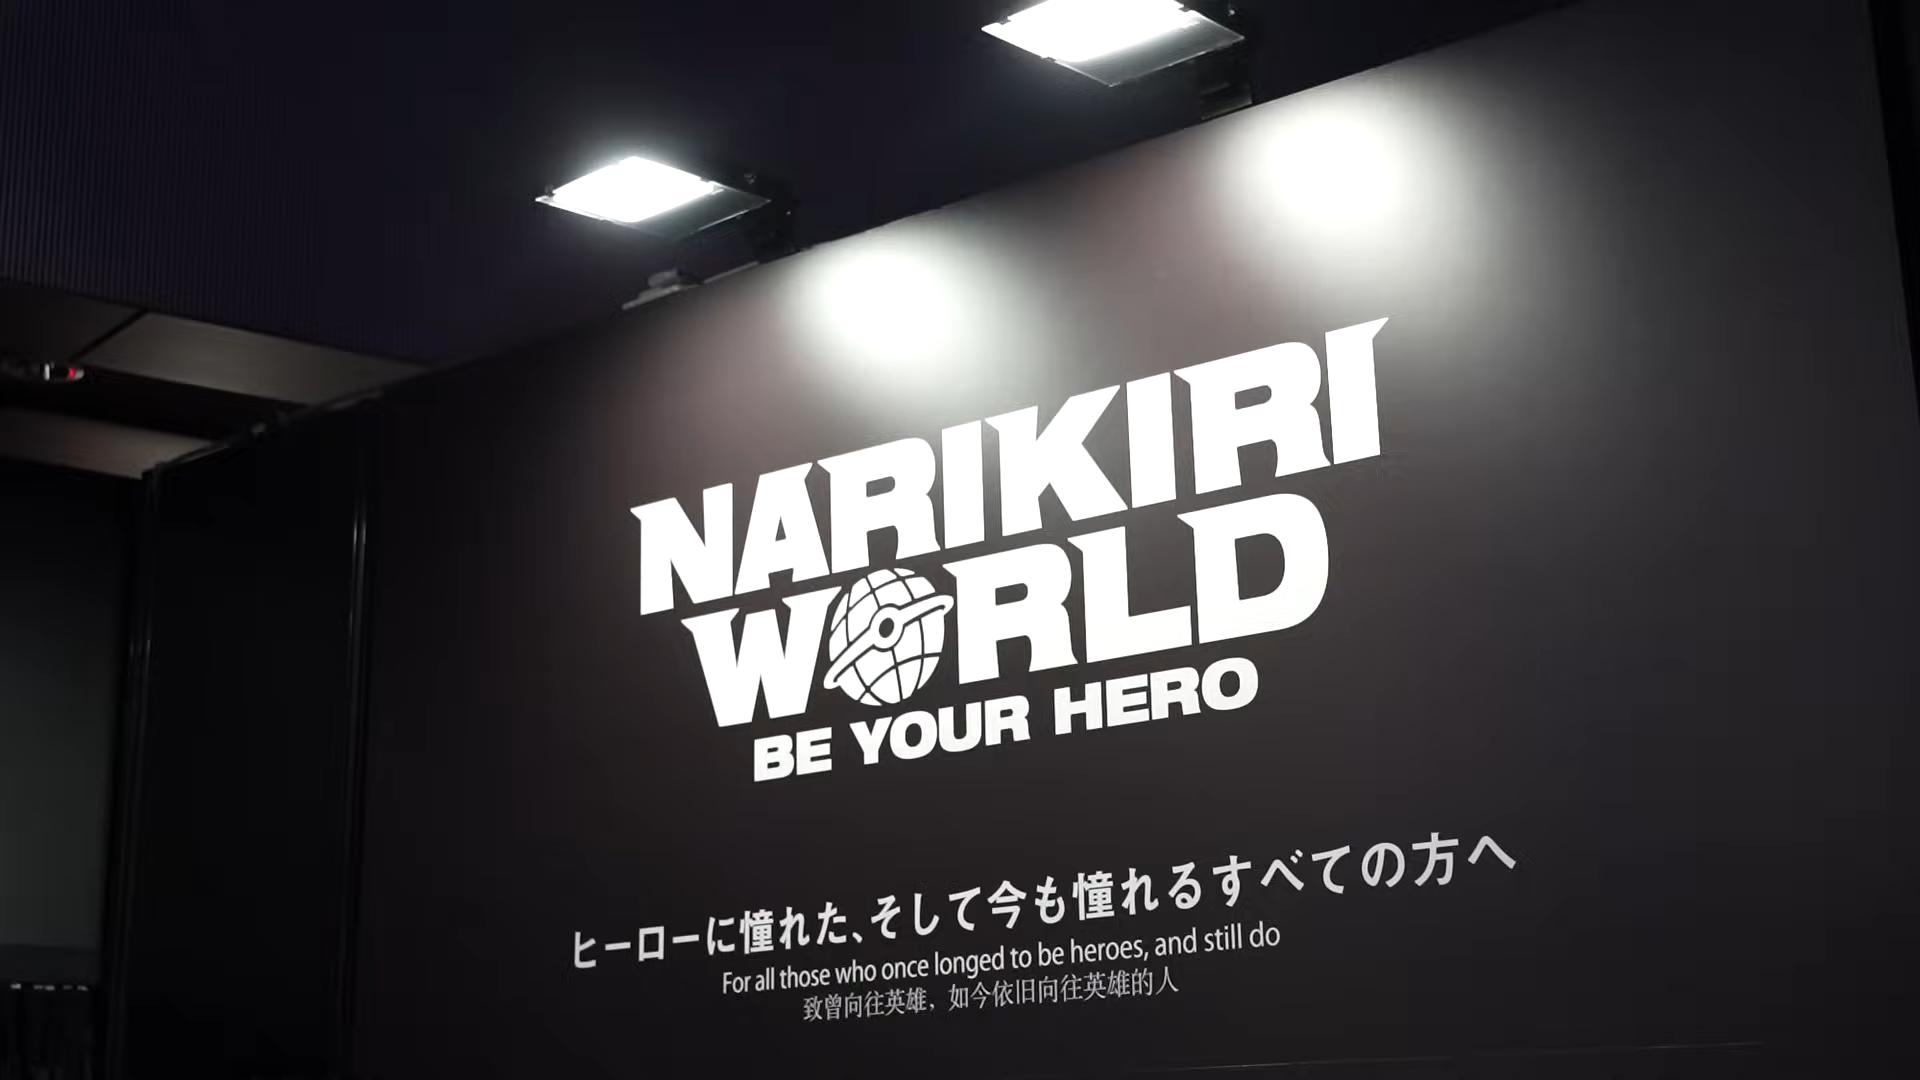 NARIKIRI
WORLD
BE YOUR HERO
ヒーローに憧れた、そして今も憧れるすべての方へ
For all those who once longed to be heroes, and still do
致曾向往英雄，如今依旧向往英雄的人